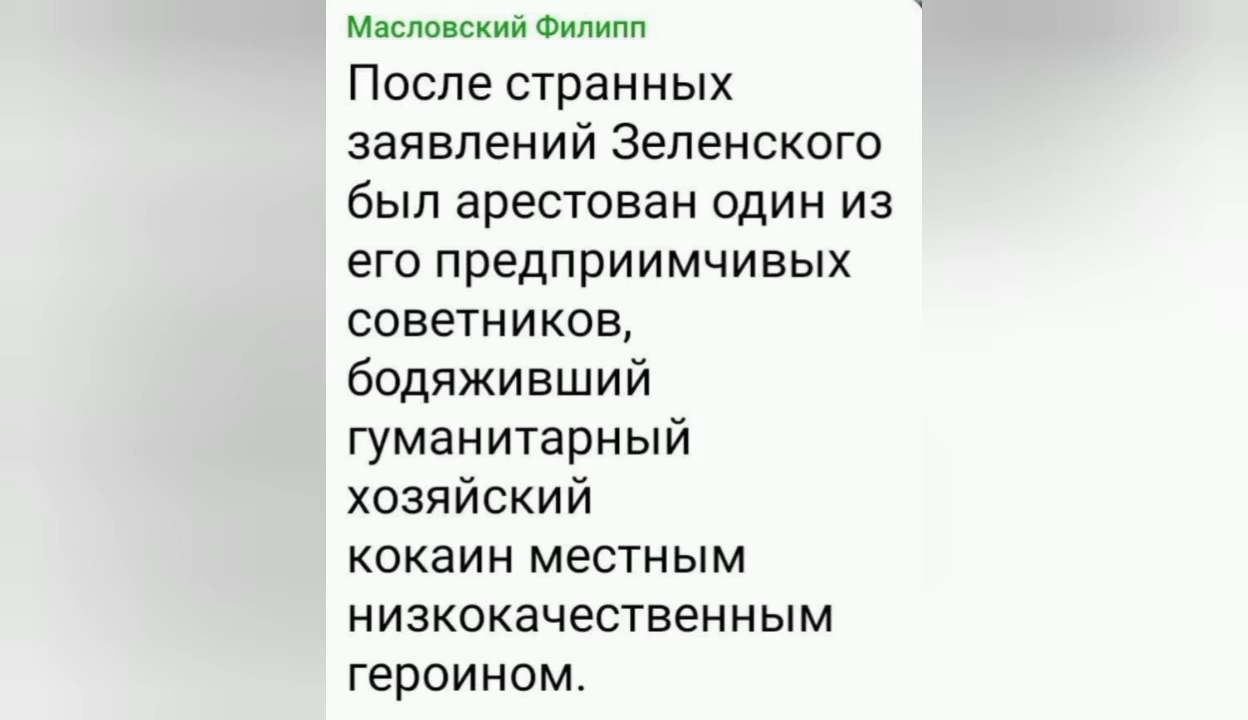 Масловский Филипп
После странных
заявлений Зеленского
был арестован один из
его предприимчивых
советников,
бодяживший
гуманитарный
хозяйский
кокаин местным
низкокачественным
героином.